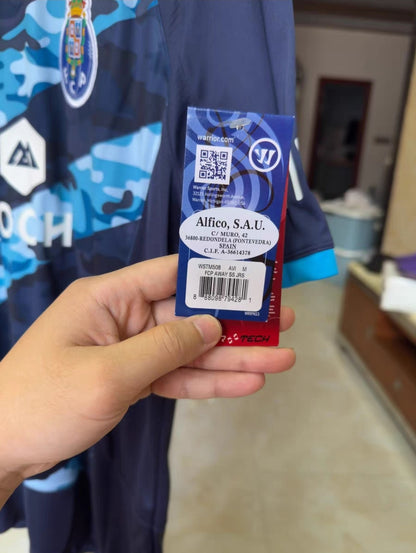 warrior.com
Warrior Sports, Inc.
Alfico, S.A.U.
C/ MURO, 42
36800-REDONDELA (PONTEVEDRA)
SPAIN
C.I.F. A-36614378
WSTM508 AVI M
FCP AWAY SS JRS
TECH